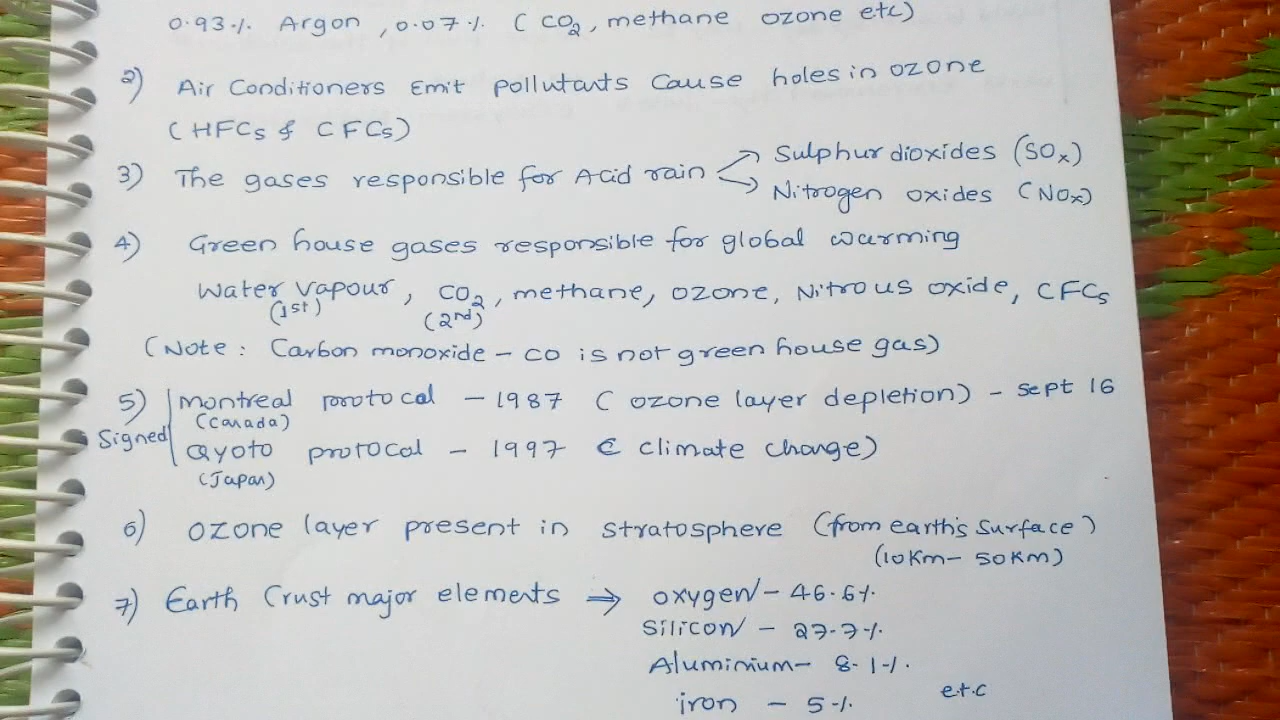 0.93% Argon, 0.07% (CO2, methane ozone etc)
2) Air Conditioners Emit pollutants Cause holes in ozone
(HFCs & CFCs)
3) The gases responsible for Acid rain → Sulphur dioxides (SOx)
→ Nitrogen oxides (NOx)
4) Green house gases responsible for global warming
Water vapour, CO2, methane, ozone, Nitrous oxide, CFCs
(1st) (2nd)
(Note: Carbon monoxide - CO is not green house gas)
5) Montreal protocal - 1987 (ozone layer depletion) - Sept 16
(Canada)
Signed
Qyoto protocal - 1997 (climate change)
(Japan)
6) Ozone layer present in stratosphere (from earth's surface)
(10Km - 50Km)
7) Earth Crust major elements ⇒ oxygen - 46.6%
Silicon - 27.7%
Aluminium - 8.1%.
iron - 5% etc